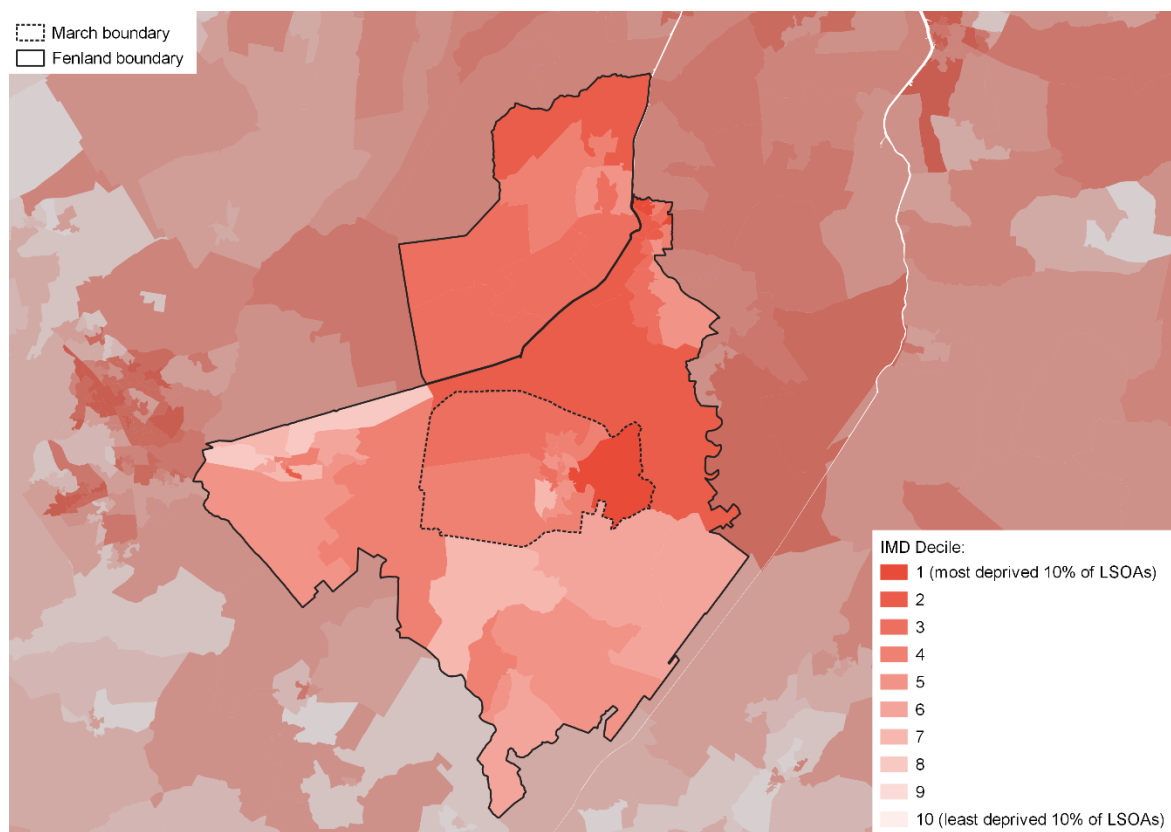 March boundary
Fenland boundary
IMD Decile:
1 (most deprived 10% of LSOAs)
2
3
4
5
6
7
8
9
10 (least deprived 10% of LSOAs)